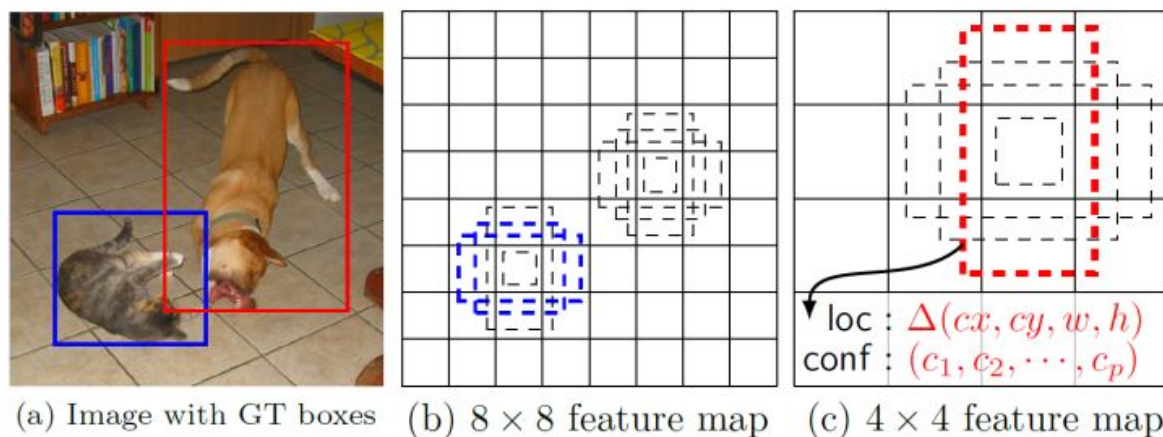 loc : Δ(cx, cy, w, h)
conf : (c₁, c₂, ⋯, cₚ)
(a) Image with GT boxes
(b) 8 × 8 feature map
(c) 4 × 4 feature map